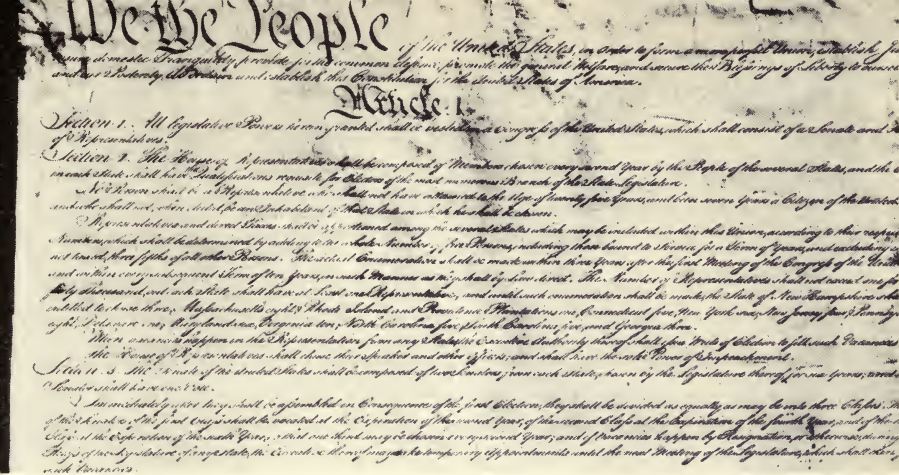 We the People of the United States, in Order to form a more perfect Union, establish
insure domestic Tranquility, provide for the common defence, promote the general Welfare, and secure the Blessings of Liberty to ourselves
and our Posterity, do ordain and establish this Constitution for the United States of America.
Article. I.
Section. 1. All legislative Powers herein granted shall be vested in a Congress of the United States, which shall consist of a Senate and
of Representatives.
Section. 2. The House of Representatives shall be composed of Members chosen every second Year by the People of the several States, and the
in each State shall have the Qualifications requisite for Electors of the most numerous Branch of the State Legislature.
No Person shall be a Representative who shall not have attained to the Age of twenty five Years, and been seven Years a Citizen of the United
and who shall not, when elected, be an Inhabitant of that State in which he shall be chosen.
Representatives and direct Taxes shall be apportioned among the several States which may be included within this Union, according to their respective
Numbers, which shall be determined by adding to the whole Number of free Persons, including those bound to Service for a Term of Years, and excluding
not taxed, three fifths of all other Persons. The actual Enumeration shall be made within three Years after the first Meeting of the Congress of the United
and within every subsequent Term of ten Years, in such Manner as they shall by Law direct. The Number of Representatives shall not exceed one for
thirty Thousand, but each State shall have at Least one Representative; and until such enumeration shall be made, the State of New Hampshire shall
entitled to chuse three, Massachusetts eight, Rhode Island and Providence Plantations one, Connecticut five, New York six, New Jersey four, Pennsylvania
eight, Delaware one, Maryland six, Virginia ten, North Carolina five, South Carolina five, and Georgia three.
When vacancies happen in the Representation from any State, the Executive Authority thereof shall issue Writs of Election to fill such Vacancies.
the House of Representatives shall chuse their Speaker and other Officers; and shall have the sole Power of Impeachment.
Section. 3. The Senate of the United States shall be composed of two Senators from each State, chosen by the Legislature thereof, for six Years; and
Senator shall have one Vote.
Immediately after they shall be assembled in Consequence of the first Election, they shall be divided as equally as may be into three Classes.
of the Senators of the first Class shall be vacated at the Expiration of the second Year, of the second Class at the Expiration of the fourth Year, and of the
Class at the Expiration of the sixth Year, so that one third may be chosen every second Year; and if Vacancies happen by Resignation, or otherwise, during
Recess of the Legislature of any State, the Executive thereof may make temporary Appointments until the next Meeting of the Legislature, which shall then
such Vacancies.